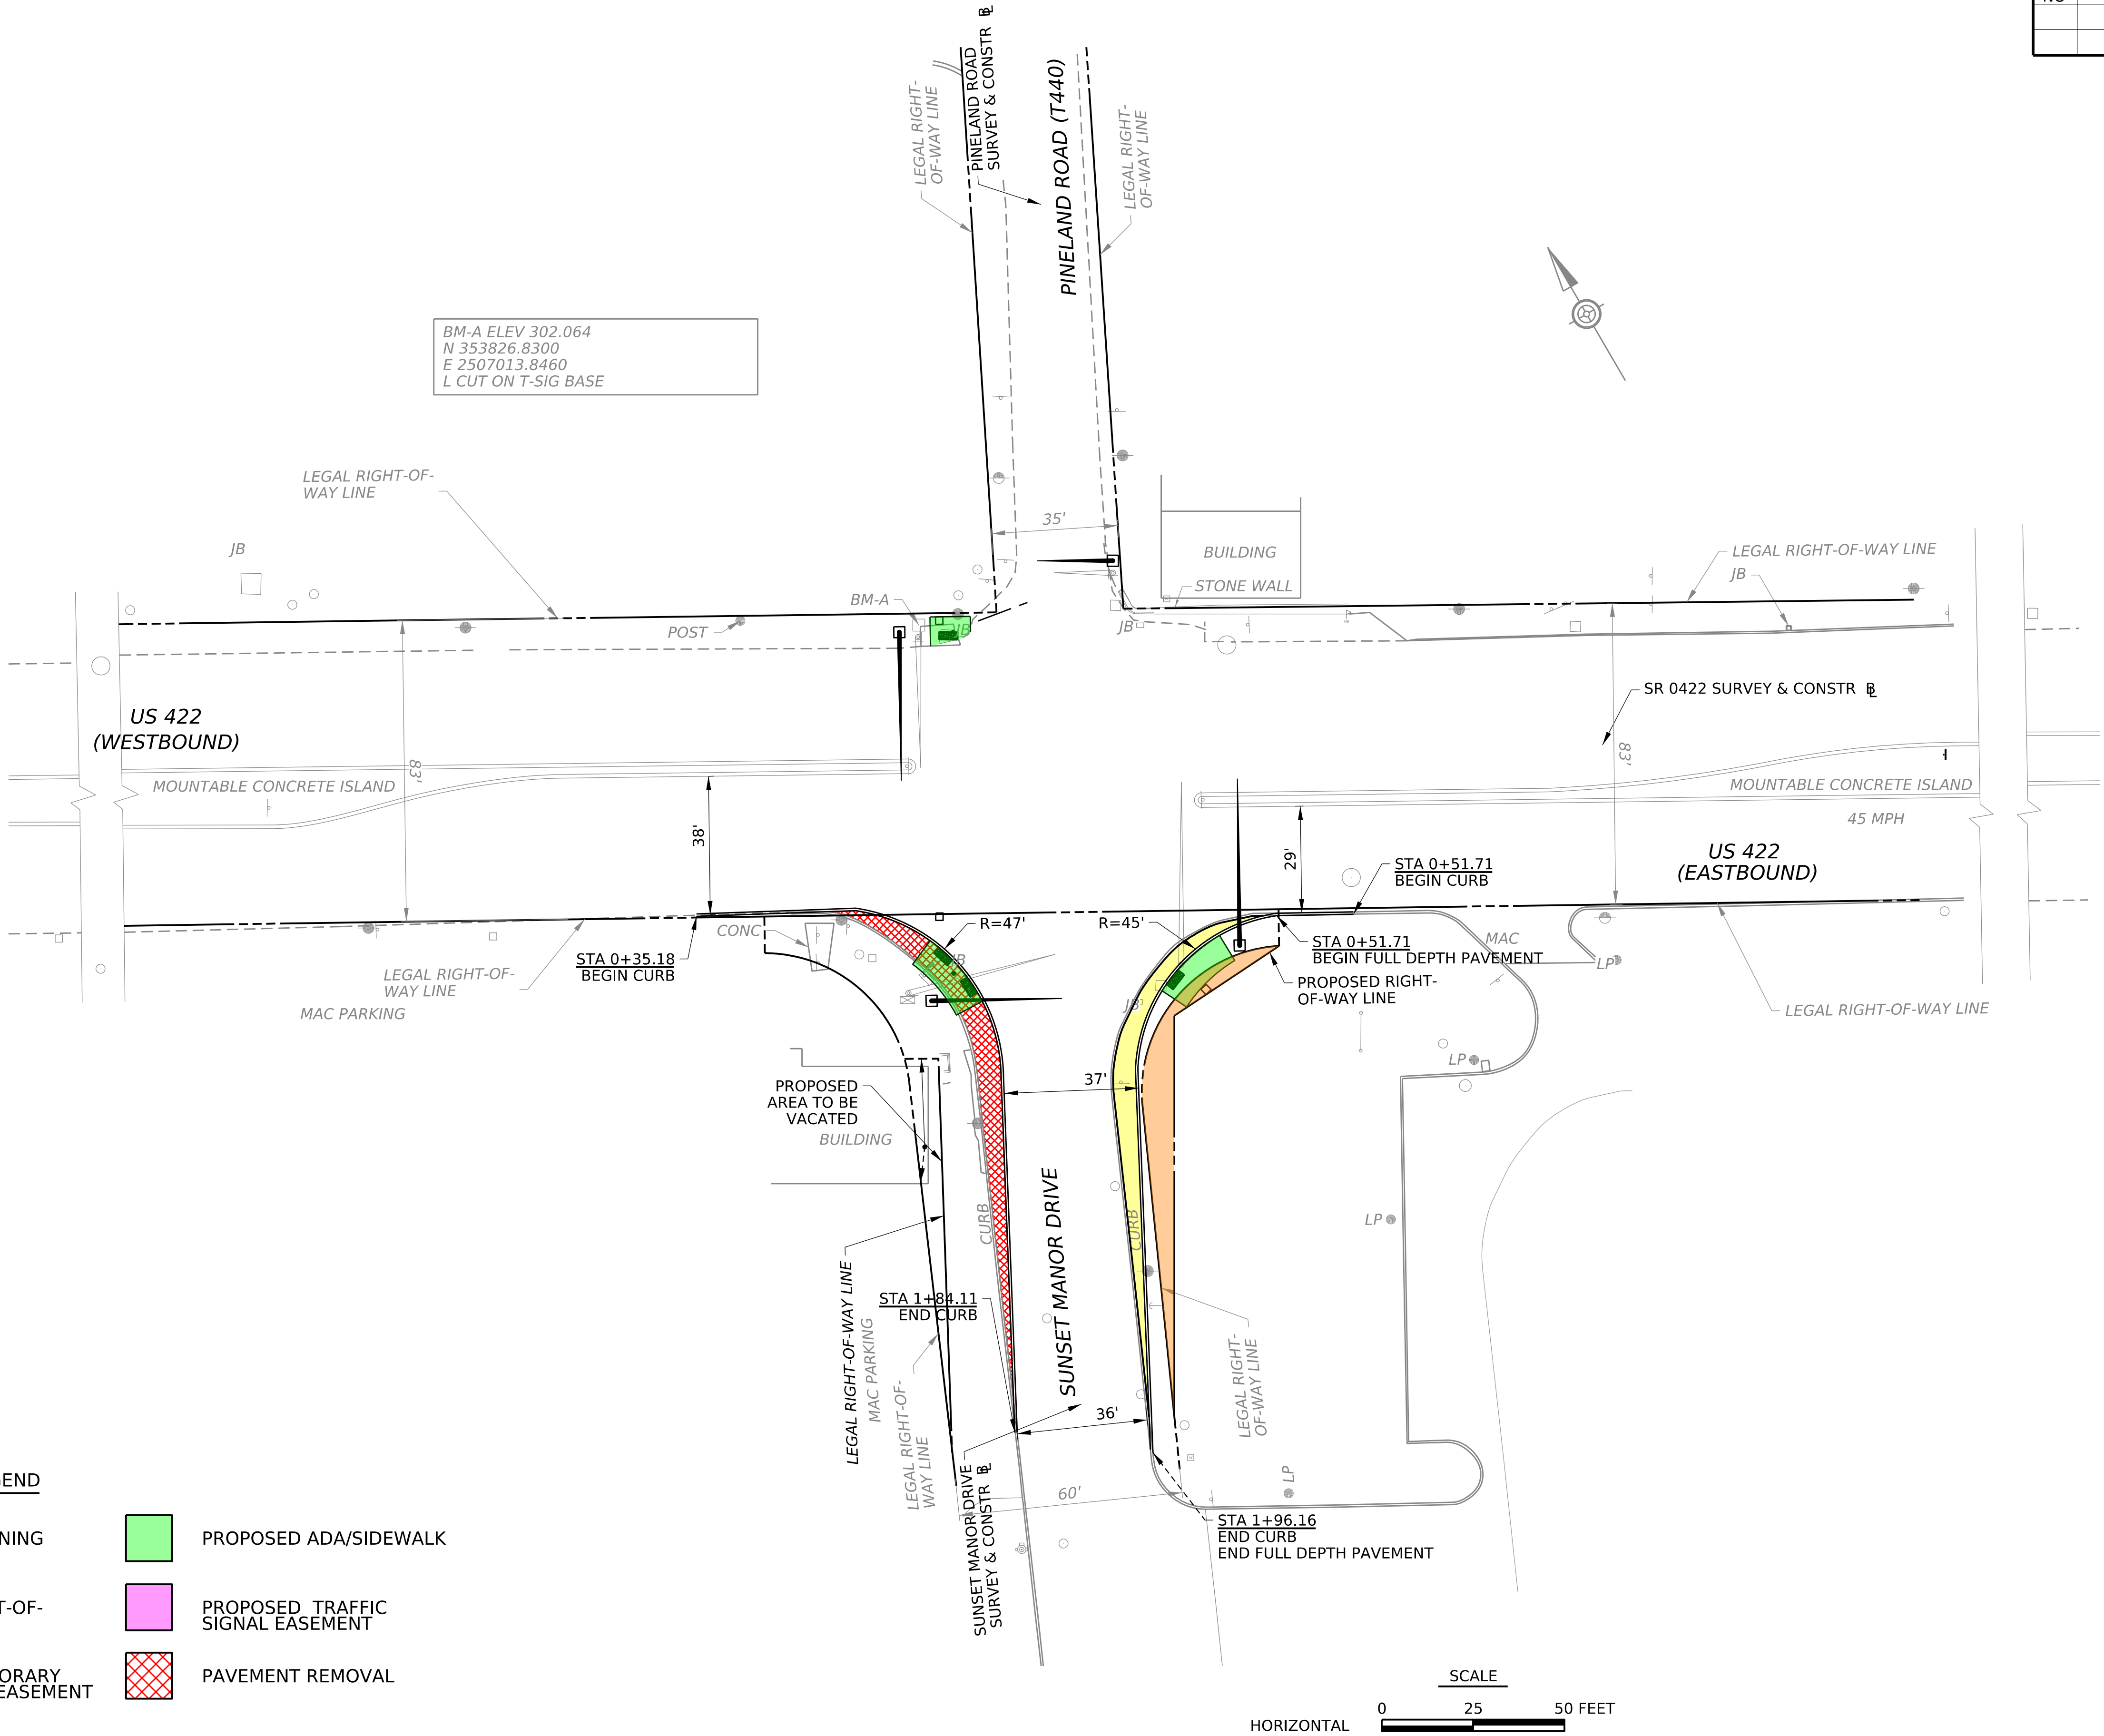 NO
PINELAND ROAD
SURVEY & CONSTR BL
LEGAL RIGHT-
OF-WAY LINE
PINELAND ROAD (T440)
LEGAL RIGHT-
OF-WAY LINE
BM-A ELEV 302.064
N 353826.8300
E 2507013.8460
L CUT ON T-SIG BASE
LEGAL RIGHT-OF-
WAY LINE
JB
35'
BUILDING
STONE WALL
LEGAL RIGHT-OF-WAY LINE
JB
BM-A
POST
JB
JB
SR 0422 SURVEY & CONSTR BL
US 422
(WESTBOUND)
83'
83'
MOUNTABLE CONCRETE ISLAND
MOUNTABLE CONCRETE ISLAND
45 MPH
38'
29'
US 422
(EASTBOUND)
STA 0+51.71
BEGIN CURB
CONC
R=47'
R=45'
STA 0+51.71
BEGIN FULL DEPTH PAVEMENT
MAC
LP
STA 0+35.18
BEGIN CURB
JB
LEGAL RIGHT-OF-
WAY LINE
MAC PARKING
PROPOSED RIGHT-
OF-WAY LINE
JB
LEGAL RIGHT-OF-WAY LINE
LP
PROPOSED
AREA TO BE
VACATED
37'
BUILDING
CURB
CURB
SUNSET MANOR DRIVE
LP
LEGAL RIGHT-OF-WAY LINE
MAC PARKING
STA 1+84.11
END CURB
LEGAL RIGHT-OF-
WAY LINE
LEGAL RIGHT-
OF-WAY LINE
36'
SUNSET MANOR DRIVE
SURVEY & CONSTR BL
60'
LP
STA 1+96.16
END CURB
END FULL DEPTH PAVEMENT
END
NING
PROPOSED ADA/SIDEWALK
T-OF-
PROPOSED TRAFFIC
SIGNAL EASEMENT
ORARY
EASEMENT
PAVEMENT REMOVAL
SCALE
0 25 50 FEET
HORIZONTAL